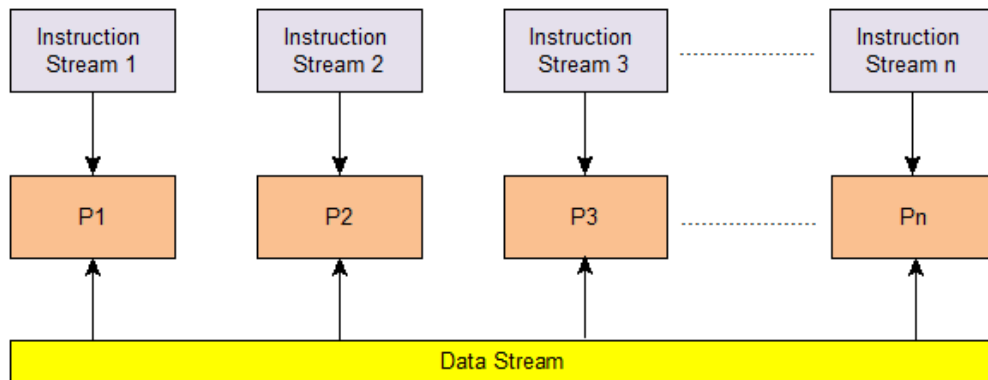 Instruction
Stream 1
Instruction
Stream 2
Instruction
Stream 3
Instruction
Stream n
P1
P2
P3
Pn
Data Stream